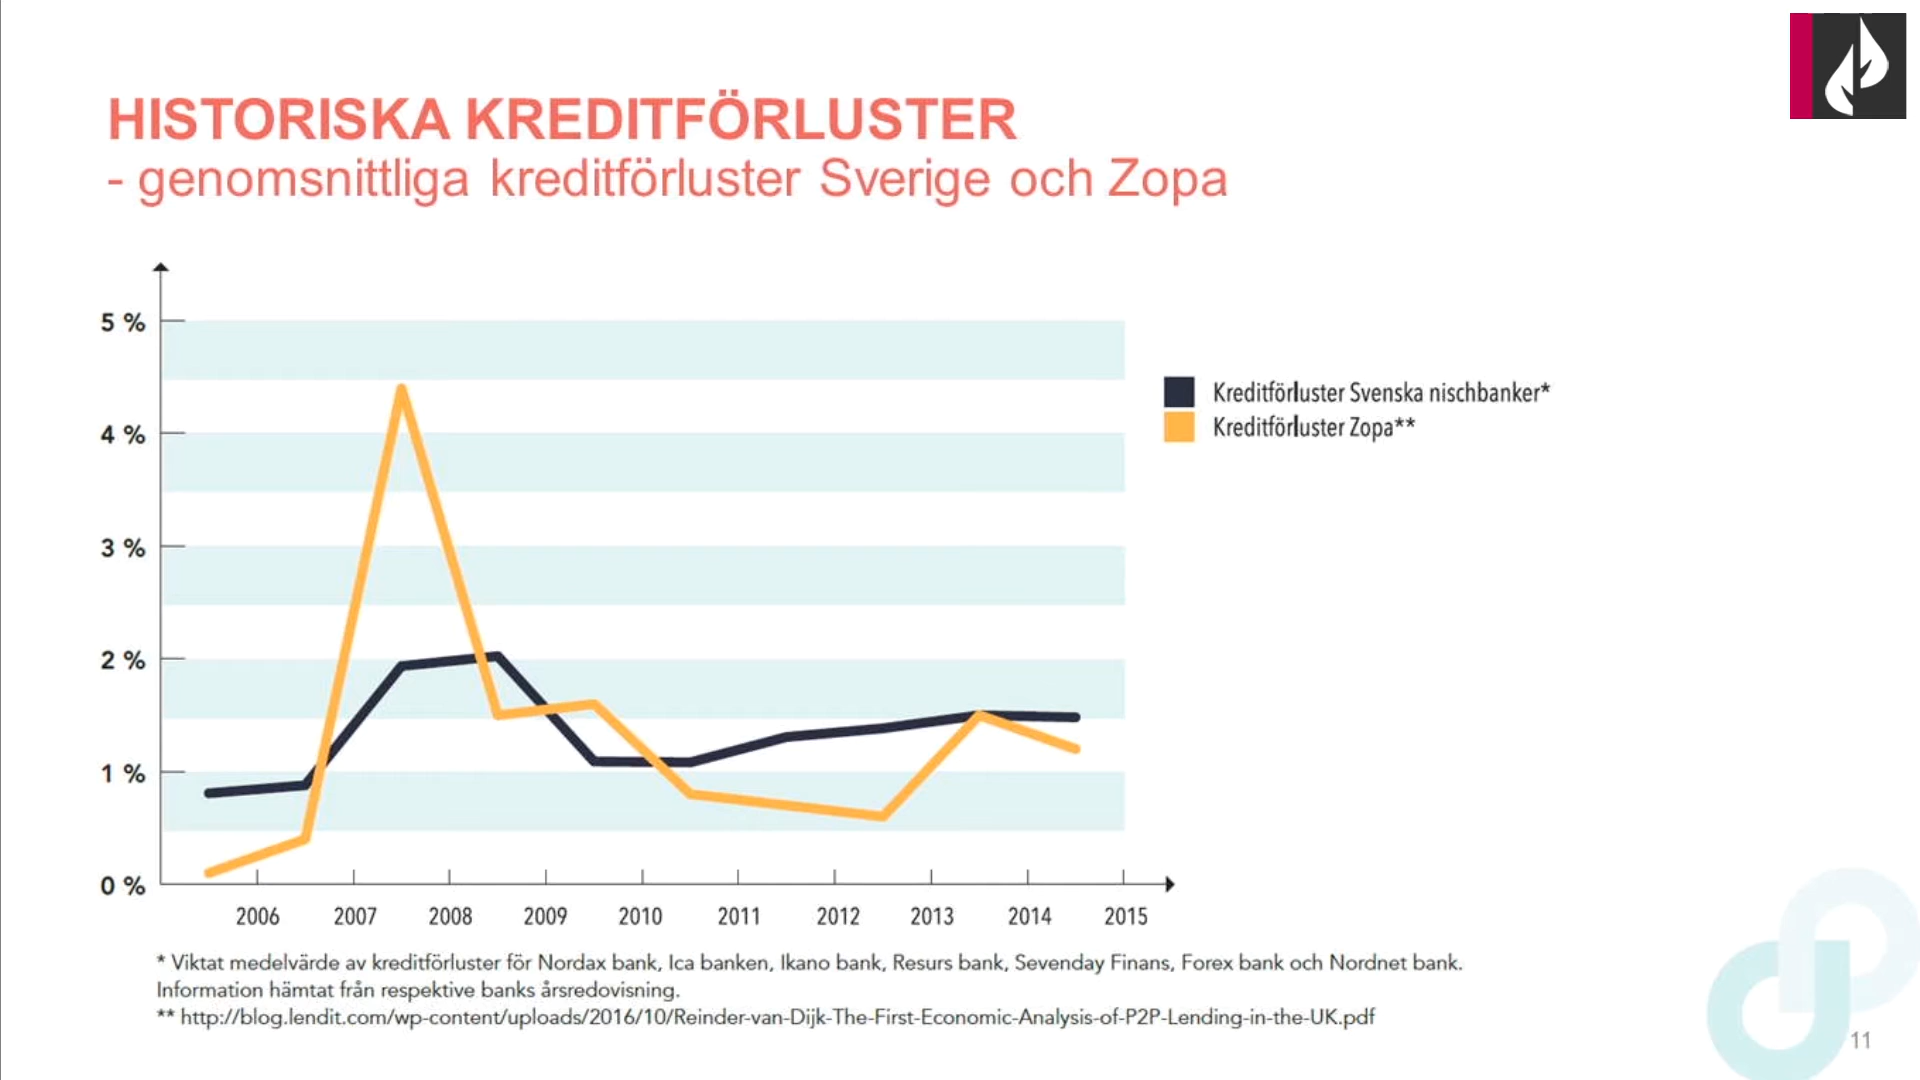 HISTORISKA KREDITFÖRLUSTER
- genomsnittliga kreditförluster Sverige och Zopa
5 %
4 %
3 %
2 %
1 %
0 %
Kreditförluster Svenska nischbanker*
Kreditförluster Zopa**
2006 2007 2008 2009 2010 2011 2012 2013 2014 2015
* Viktat medelvärde av kreditförluster för Nordax bank, Ica banken, Ikano bank, Resurs bank, Sevenday Finans, Forex bank och Nordnet bank.
Information hämtat från respektive banks årsredovisning.
** http://blog.lendit.com/wp-content/uploads/2016/10/Reinder-van-Dijk-The-First-Economic-Analysis-of-P2P-Lending-in-the-UK.pdf
11